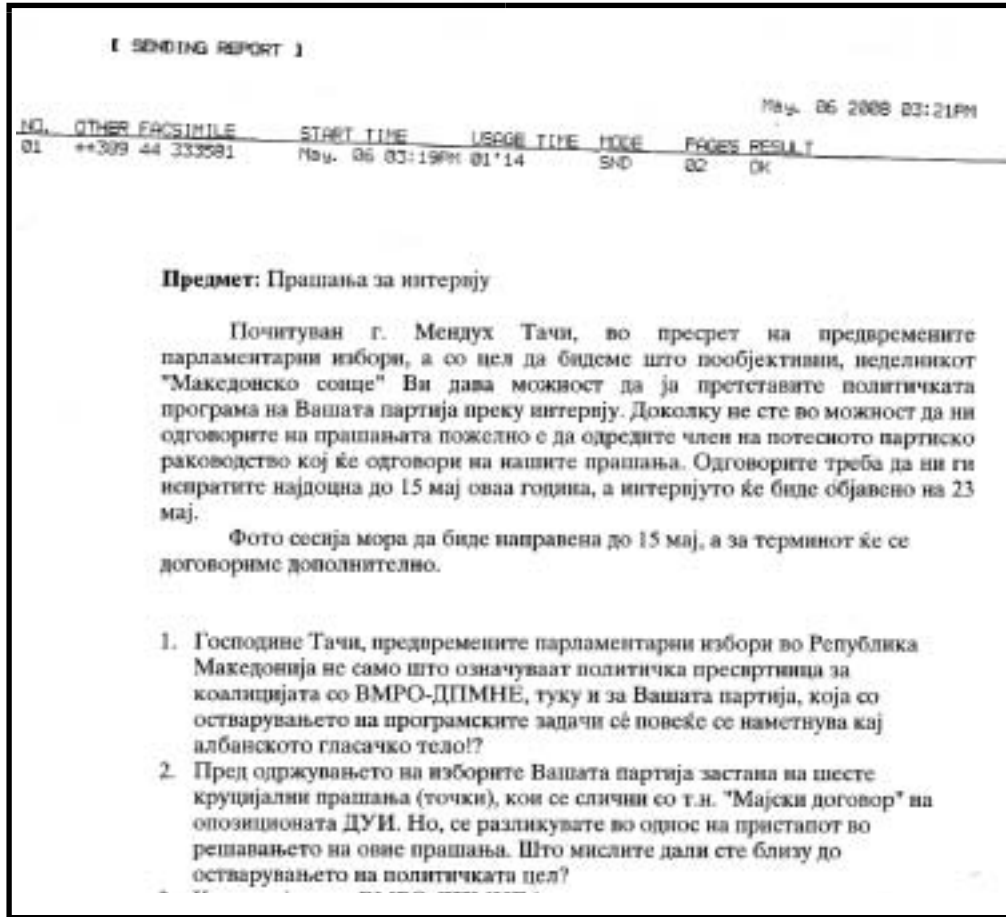 [ SENDING REPORT ]
May. 06 2008 03:21PM
NO. OTHER FACSIMILE START TIME USAGE TIME MODE PAGES RESULT
01 ++389 44 333581 May. 06 03:19PM 01'14 SND 02 OK
Предмет: Прашања за интервју
Почитуван г. Мендух Тачи, во пресрет на предвремените
парламентарни избори, а со цел да бидеме што пообјективни, неделникот
"Македонско сонце" Ви дава можност да ја претставите политичката
програма на Вашата партија преку интервју. Доколку не сте во можност да ни
одговорите на прашањата пожелно е да одредите член на потесното партиско
раководство кој ќе одговори на нашите прашања. Одговорите треба да ни ги
испратите најдоцна до 15 мај оваа година, а интервјуто ќе биде објавено на 23
мај.
Фото сесија мора да биде направена до 15 мај, а за терминот ќе се
договориме дополнително.
1. Господине Тачи, предвремените парламентарни избори во Република
Македонија не само што означуваат политичка пресвртница за
коалицијата со ВМРО-ДПМНЕ, туку и за Вашата партија, која со
остварувањето на програмските задачи сѐ повеќе се наметнува кај
албанското гласачко тело!?
2. Пред одржувањето на изборите Вашата партија застана на шесте
круцијални прашања (точки), кои се слични со т.н. "Мајски договор" на
опозиционата ДУИ. Но, се разликувате во однос на пристапот во
решавањето на овие прашања. Што мислите дали сте близу до
остварувањето на политичката цел?